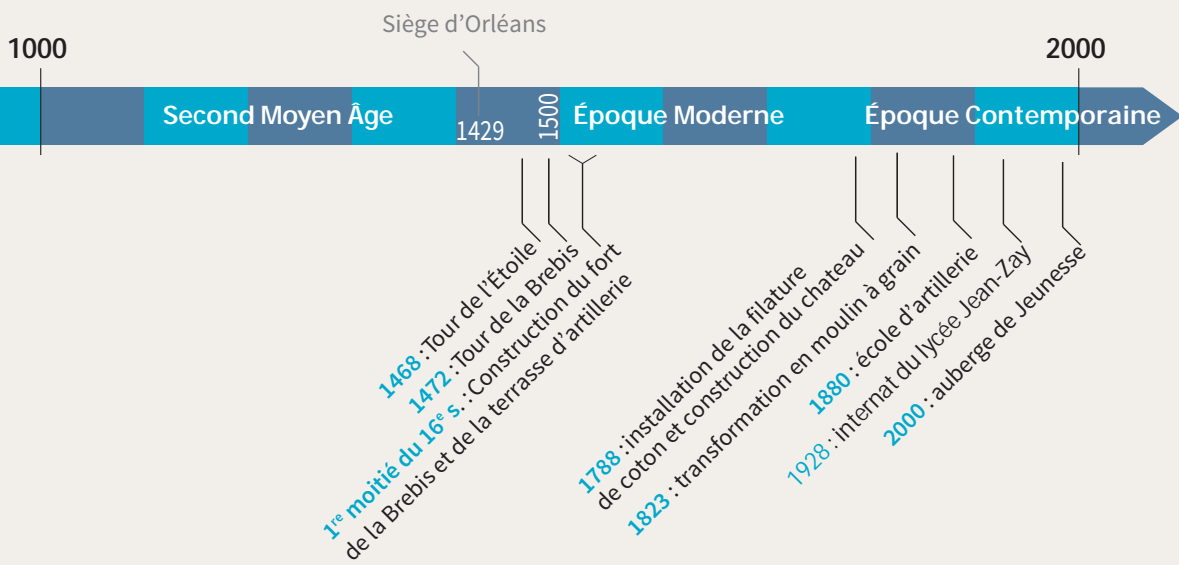 Siège d’Orléans
1000
2000
Second Moyen Âge
1429
1500
Époque Moderne
Époque Contemporaine
1468 : Tour de l’Étoile
1472 : Tour de la Brebis
1re moitié du 16e s. : Construction du fort
de la Brebis et de la terrasse d’artillerie
1788 : installation de la filature
de coton et construction du chateau
1823 : transformation en moulin à grain
1880 : école d’artillerie
1928 : internat du lycée Jean-Zay
2000 : auberge de Jeunesse